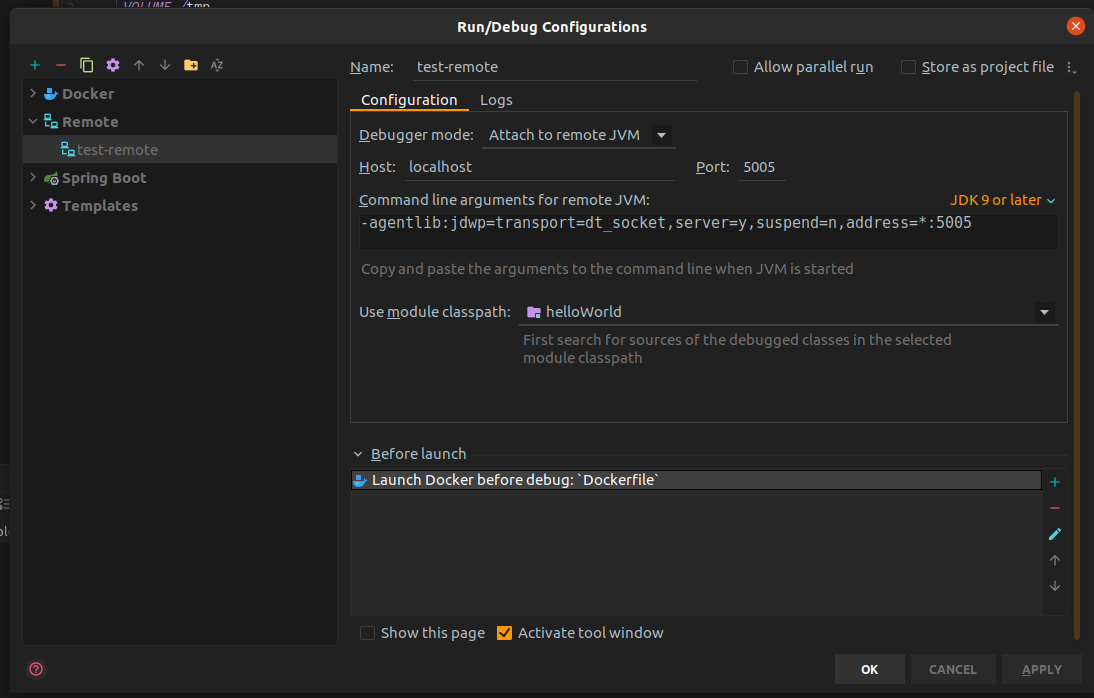 VOLUME /tmp
Run/Debug Configurations
Docker
Remote
test-remote
Spring Boot
Templates
Name: test-remote
Allow parallel run
Store as project file
Configuration
Logs
Debugger mode: Attach to remote JVM
Host: localhost
Port: 5005
Command line arguments for remote JVM:
JDK 9 or later
-agentlib:jdwp=transport=dt_socket,server=y,suspend=n,address=*:5005
Copy and paste the arguments to the command line when JVM is started
Use module classpath: helloWorld
First search for sources of the debugged classes in the selected
module classpath
Before launch
Launch Docker before debug: `Dockerfile`
Show this page
Activate tool window
?
OK
CANCEL
APPLY